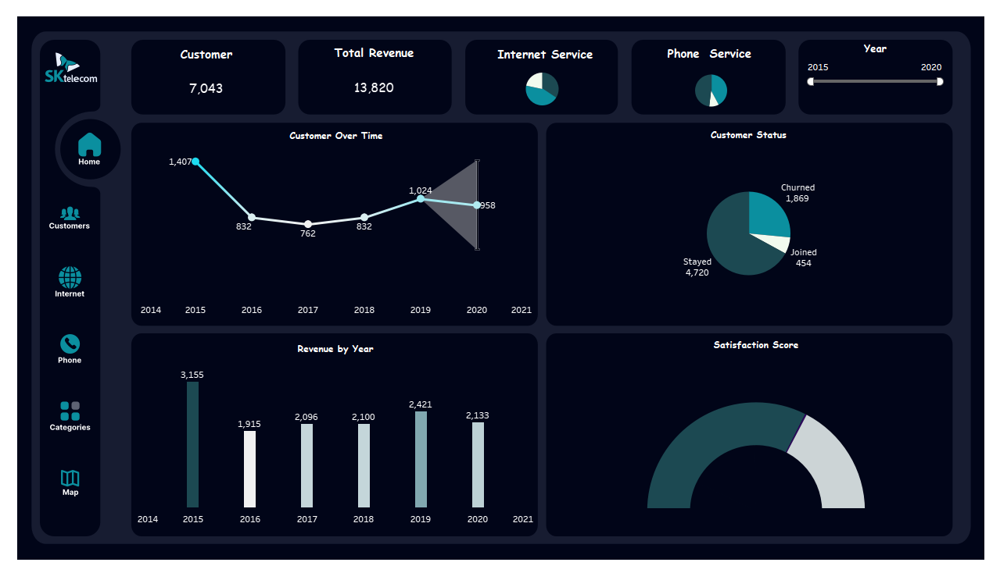 SKtelecom
Customer
7,043
Total Revenue
13,820
Internet Service
Phone Service
Year
2015 2020
Home
Customers
Internet
Phone
Categories
Map
Customer Over Time
1,407
832
762
832
1,024
958
2014 2015 2016 2017 2018 2019 2020 2021
Customer Status
Churned
1,869
Joined
454
Stayed
4,720
Revenue by Year
3,155
1,915
2,096
2,100
2,421
2,133
2014 2015 2016 2017 2018 2019 2020 2021
Satisfaction Score